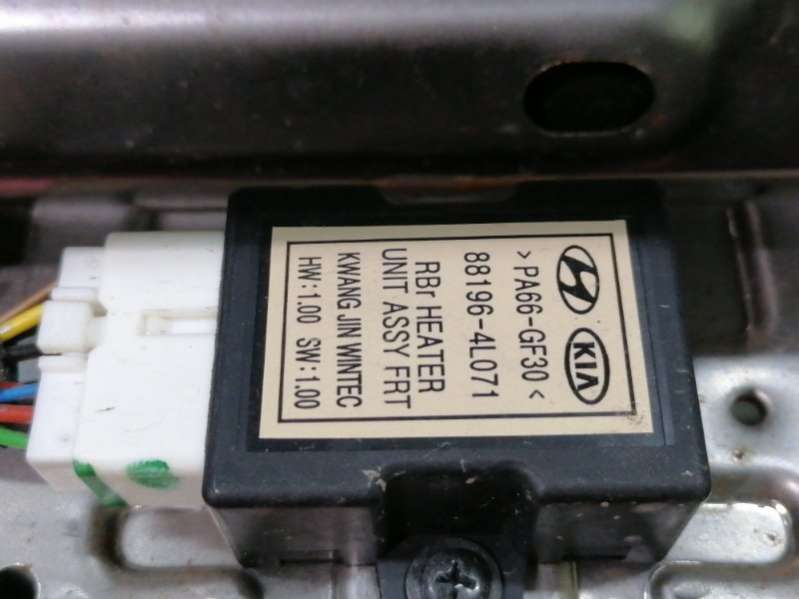 KIA
>PA66-GF30<
88196-4L071
RBr HEATER
UNIT ASSY FRT
KWANG JIN WINTEC
HW:1.00 SW:1.00